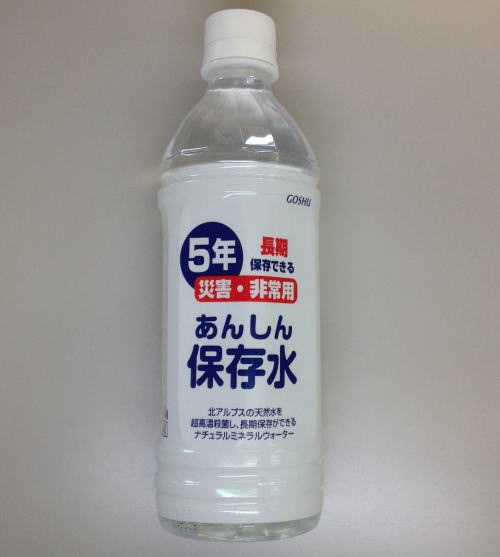 GOSHU
5年
長期
保存できる
災害・非常用
あんしん
保存水
北アルプスの天然水を
超高温殺菌し、長期保存ができる
ナチュラルミネラルウォーター